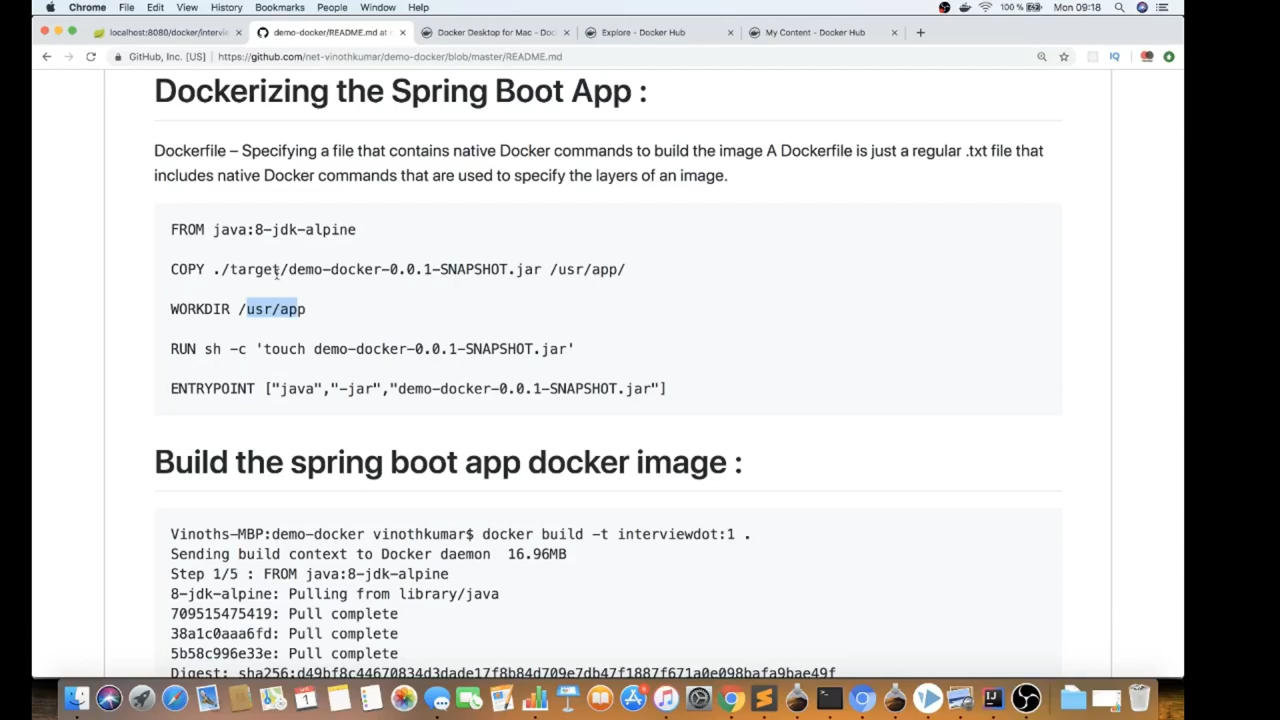 Chrome File Edit View History Bookmarks People Window Help 100 % Mon 09:18
localhost:8080/docker/intervi
demo-docker/README.md at
Docker Desktop for Mac - Doc
Explore - Docker Hub
My Content - Docker Hub
GitHub, Inc. [US] https://github.com/net-vinothkumar/demo-docker/blob/master/README.md
IQ
Dockerizing the Spring Boot App :
Dockerfile – Specifying a file that contains native Docker commands to build the image A Dockerfile is just a regular .txt file that
includes native Docker commands that are used to specify the layers of an image.
FROM java:8-jdk-alpine
COPY ./target/demo-docker-0.0.1-SNAPSHOT.jar /usr/app/
WORKDIR /usr/app
RUN sh -c 'touch demo-docker-0.0.1-SNAPSHOT.jar'
ENTRYPOINT ["java","-jar","demo-docker-0.0.1-SNAPSHOT.jar"]
Build the spring boot app docker image :
Vinoths-MBP:demo-docker vinothkumar$ docker build -t interviewdot:1 .
Sending build context to Docker daemon 16.96MB
Step 1/5 : FROM java:8-jdk-alpine
8-jdk-alpine: Pulling from library/java
709515475419: Pull complete
38a1c0aaa6fd: Pull complete
5b58c996e33e: Pull complete
Digest: sha256:d49bf8c44670834d3dade17f8b84d709e7db47f1887f671a0e098bafa9bae49f